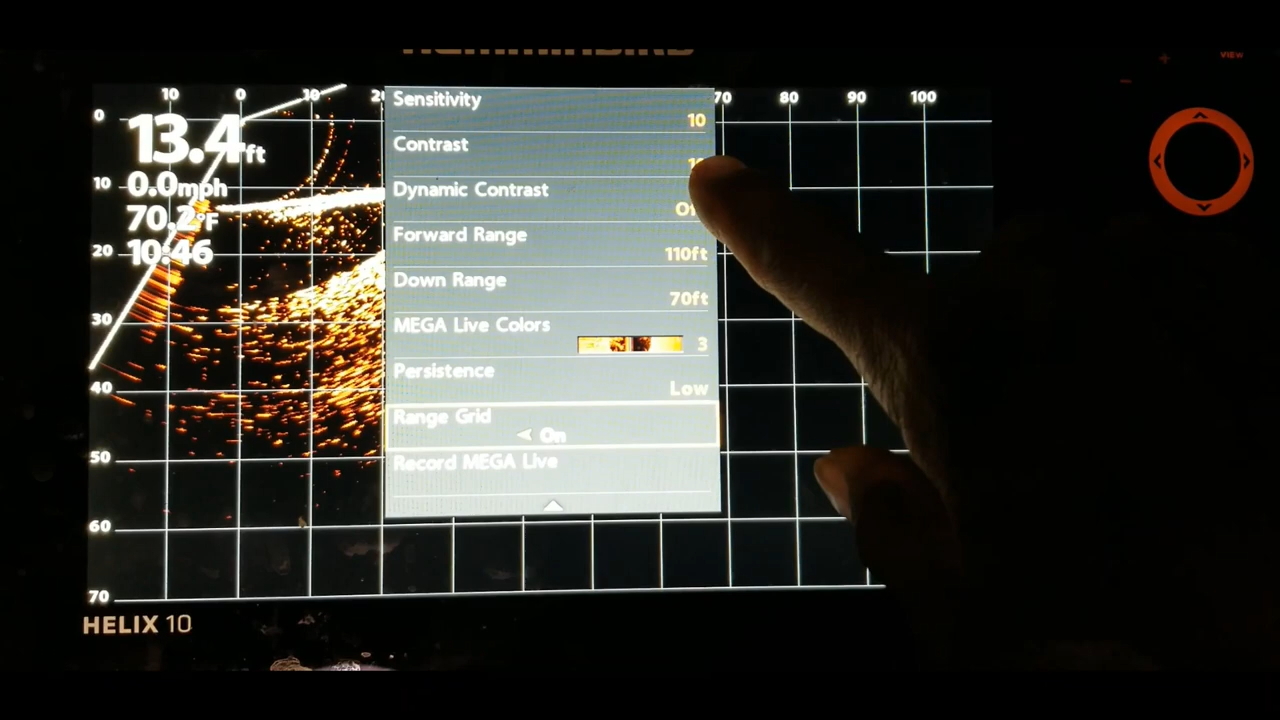 HUMMINBIRD
VIEW
10 0 10 70 80 90 100
0
13.4ft
10
0.0mph
70.2°F
20
10:46
30
40
50
60
70
Sensitivity
10
Contrast
Dynamic Contrast
Forward Range
110ft
Down Range
70ft
MEGA Live Colors
3
Persistence
Low
Range Grid
On
Record MEGA Live
HELIX 10